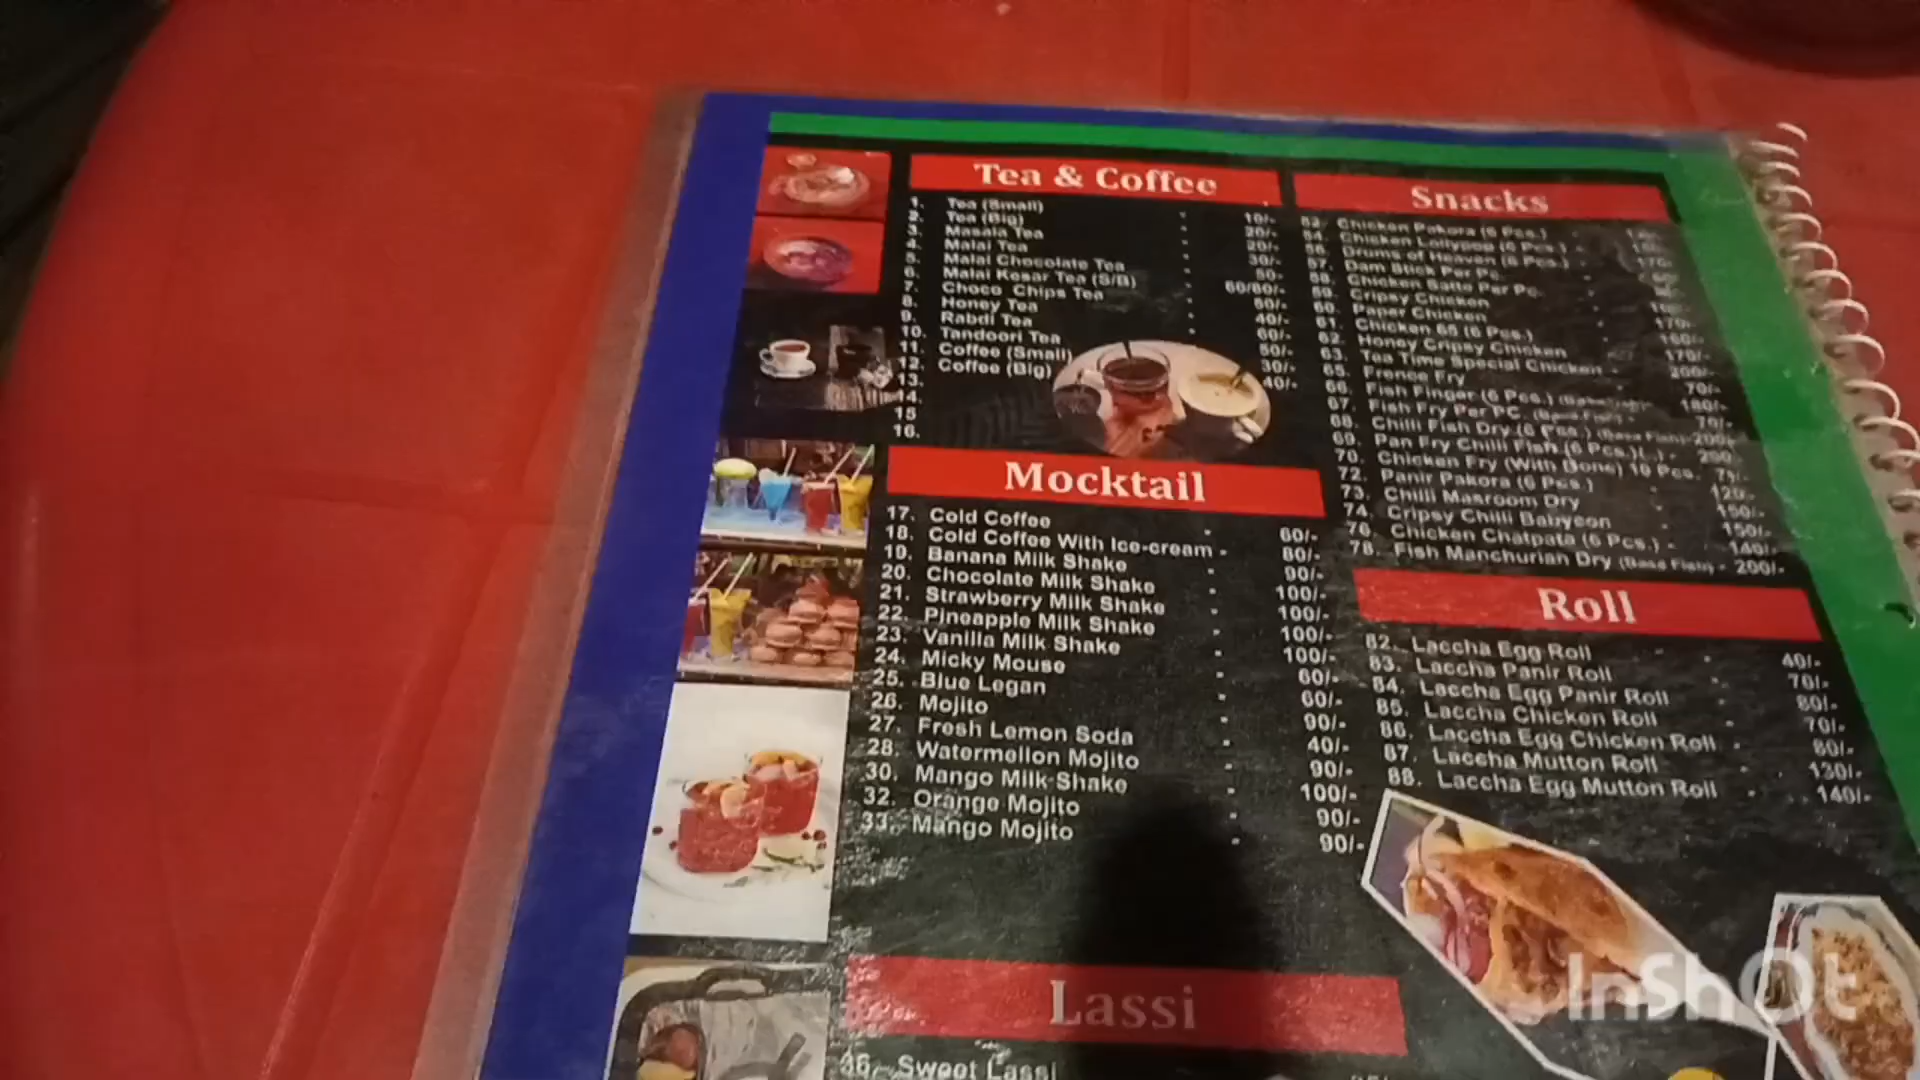 Tea & Coffee
1. Tea (Small) - 10/-
2. Tea (Big) - 20/-
3. Masala Tea - 20/-
4. Malai Tea - 30/-
5. Malai Chocolate Tea - 50-
6. Malai Kesar Tea (S/B) - 60/80/-
7. Choco Chips Tea - 50/-
8. Honey Tea - 40/-
9. Rabdi Tea - 60/-
10. Tandoori Tea - 50/-
11. Coffee (Small) 30/-
12. Coffee (Big) 40/-
13.
14.
15
16.
Mocktail
17. Cold Coffee - 60/-
18. Cold Coffee With Ice-cream - 80/-
19. Banana Milk Shake - 90/-
20. Chocolate Milk Shake - 100/-
21. Strawberry Milk Shake - 100/-
22. Pineapple Milk Shake - 100/-
23. Vanilla Milk Shake - 100/-
24. Micky Mouse - 60/-
25. Blue Legan - 60/-
26. Mojito - 90/-
27. Fresh Lemon Soda - 40/-
28. Watermellon Mojito - 90/-
30. Mango Milk Shake - 100/-
32. Orange Mojito - 90/-
33. Mango Mojito - 90/-
Lassi
36. Sweet Lassi
Snacks
Chicken Pakora (6 Pcs.)
Chicken Lollypop (6 Pcs.) -
Drums of Heaven (6 Pcs.)
57. Dam Stick Per Pc.
58. Chicken Satte Per Pc.
59. Cripsy Chicken
60. Paper Chicken
61. Chicken 65 (6 Pcs.)
62. Honey Cripsy Chicken
63. Tea Time Special Chicken - 200/-
65. Frence Fry - 70/-
66. Fish Finger (6 Pcs.) 180/-
67. Fish Fry Per PC. (Basa Fish) - 70/-
68. Chilli Fish Dry (6 Pcs.) (Basa Fish) 200/-
69. Pan Fry Chilli Fish (6 Pcs.)(..) - 200/-
70. Chicken Fry (With Bone) 10 Pcs.
72. Panir Pakora (6 Pcs.) - 120/-
73. Chilli Masroom Dry - 150/-
74. Cripsy Chilli Babycon - 150/-
76. Chicken Chatpata (6 Pcs.) - 140/-
78. Fish Manchurian Dry (Basa Fish) - 200/-
Roll
82. Laccha Egg Roll - 40/-
83. Laccha Panir Roll - 70/-
84. Laccha Egg Panir Roll - 80/-
85. Laccha Chicken Roll - 70/-
86. Laccha Egg Chicken Roll - 80/-
87. Laccha Mutton Roll - 130/-
88. Laccha Egg Mutton Roll - 140/-
InShOt